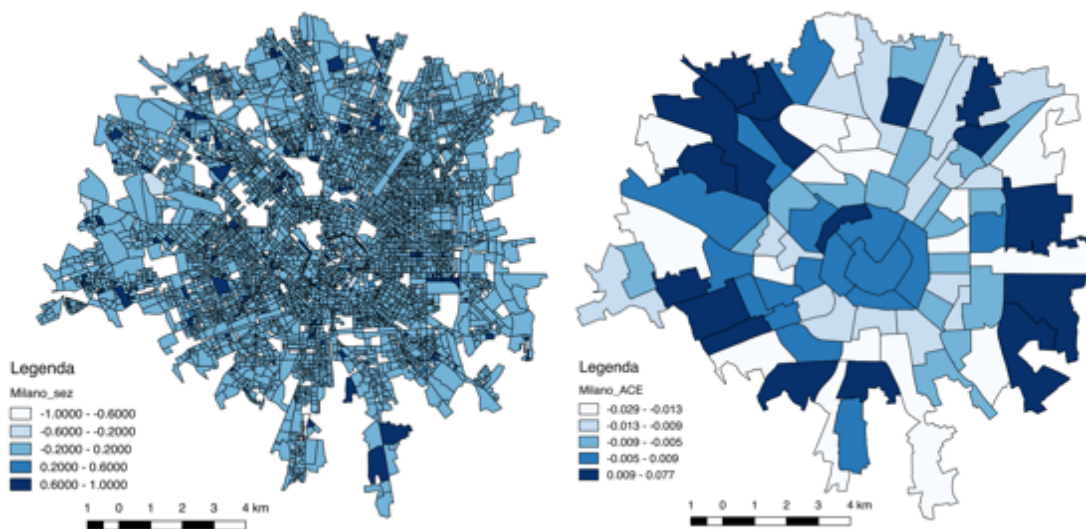 Legenda
Milano_sez
-1.0000 - -0.6000
-0.6000 - -0.2000
-0.2000 - 0.2000
0.2000 - 0.6000
0.6000 - 1.0000
1 0 1 2 3 4 km
Legenda
Milano_ACE
-0.029 - -0.013
-0.013 - -0.009
-0.009 - -0.005
-0.005 - 0.009
0.009 - 0.077
1 0 1 2 3 4 km